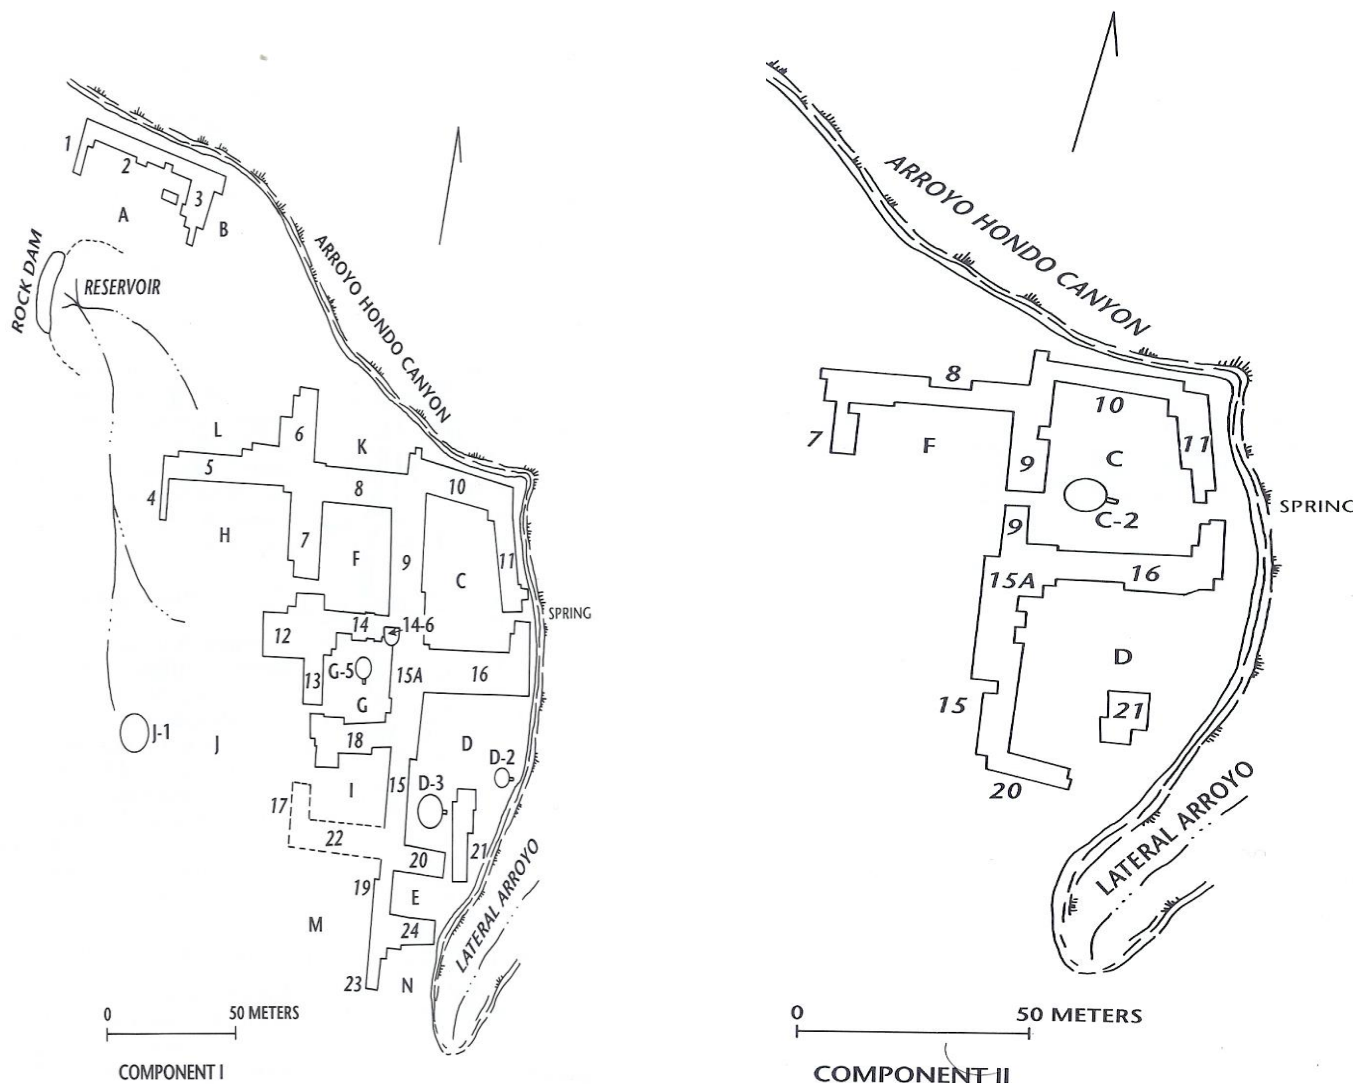 1
2
3
A
B
ROCK DAM
RESERVOIR
ARROYO HONDO CANYON
L
6
K
5
4
8
10
H
7
F
9
11
C
SPRING
12
14
14-6
13
G-5
15A
16
G
J-1
J
18
D
D-2
I
15
D-3
17
22
20
21
19
E
M
24
23
N
LATERAL ARROYO
0 50 METERS
COMPONENT I
ARROYO HONDO CANYON
8
10
7
F
9
C
11
C-2
SPRING
9
15A
16
D
15
21
20
LATERAL ARROYO
0 50 METERS
COMPONENT II